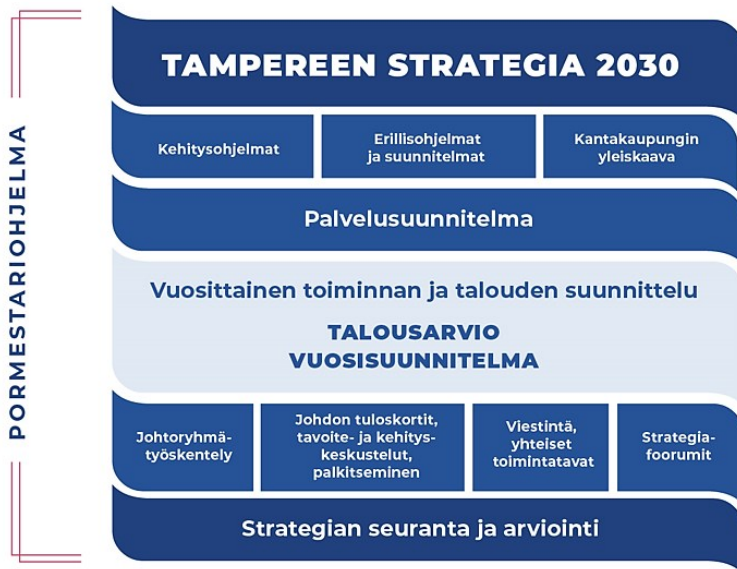 PORMESTARIOHJELMA
TAMPEREEN STRATEGIA 2030
Kehitysohjelmat
Erillisohjelmat
ja suunnitelmat
Kantakaupungin
yleiskaava
Palvelusuunnitelma
Vuosittainen toiminnan ja talouden suunnittelu
TALOUSARVIO
VUOSISUUNNITELMA
Johtoryhmä-
työskentely
Johdon tuloskortit,
tavoite- ja kehitys-
keskustelut,
palkitseminen
Viestintä,
yhteiset
toimintatavat
Strategia-
foorumit
Strategian seuranta ja arviointi